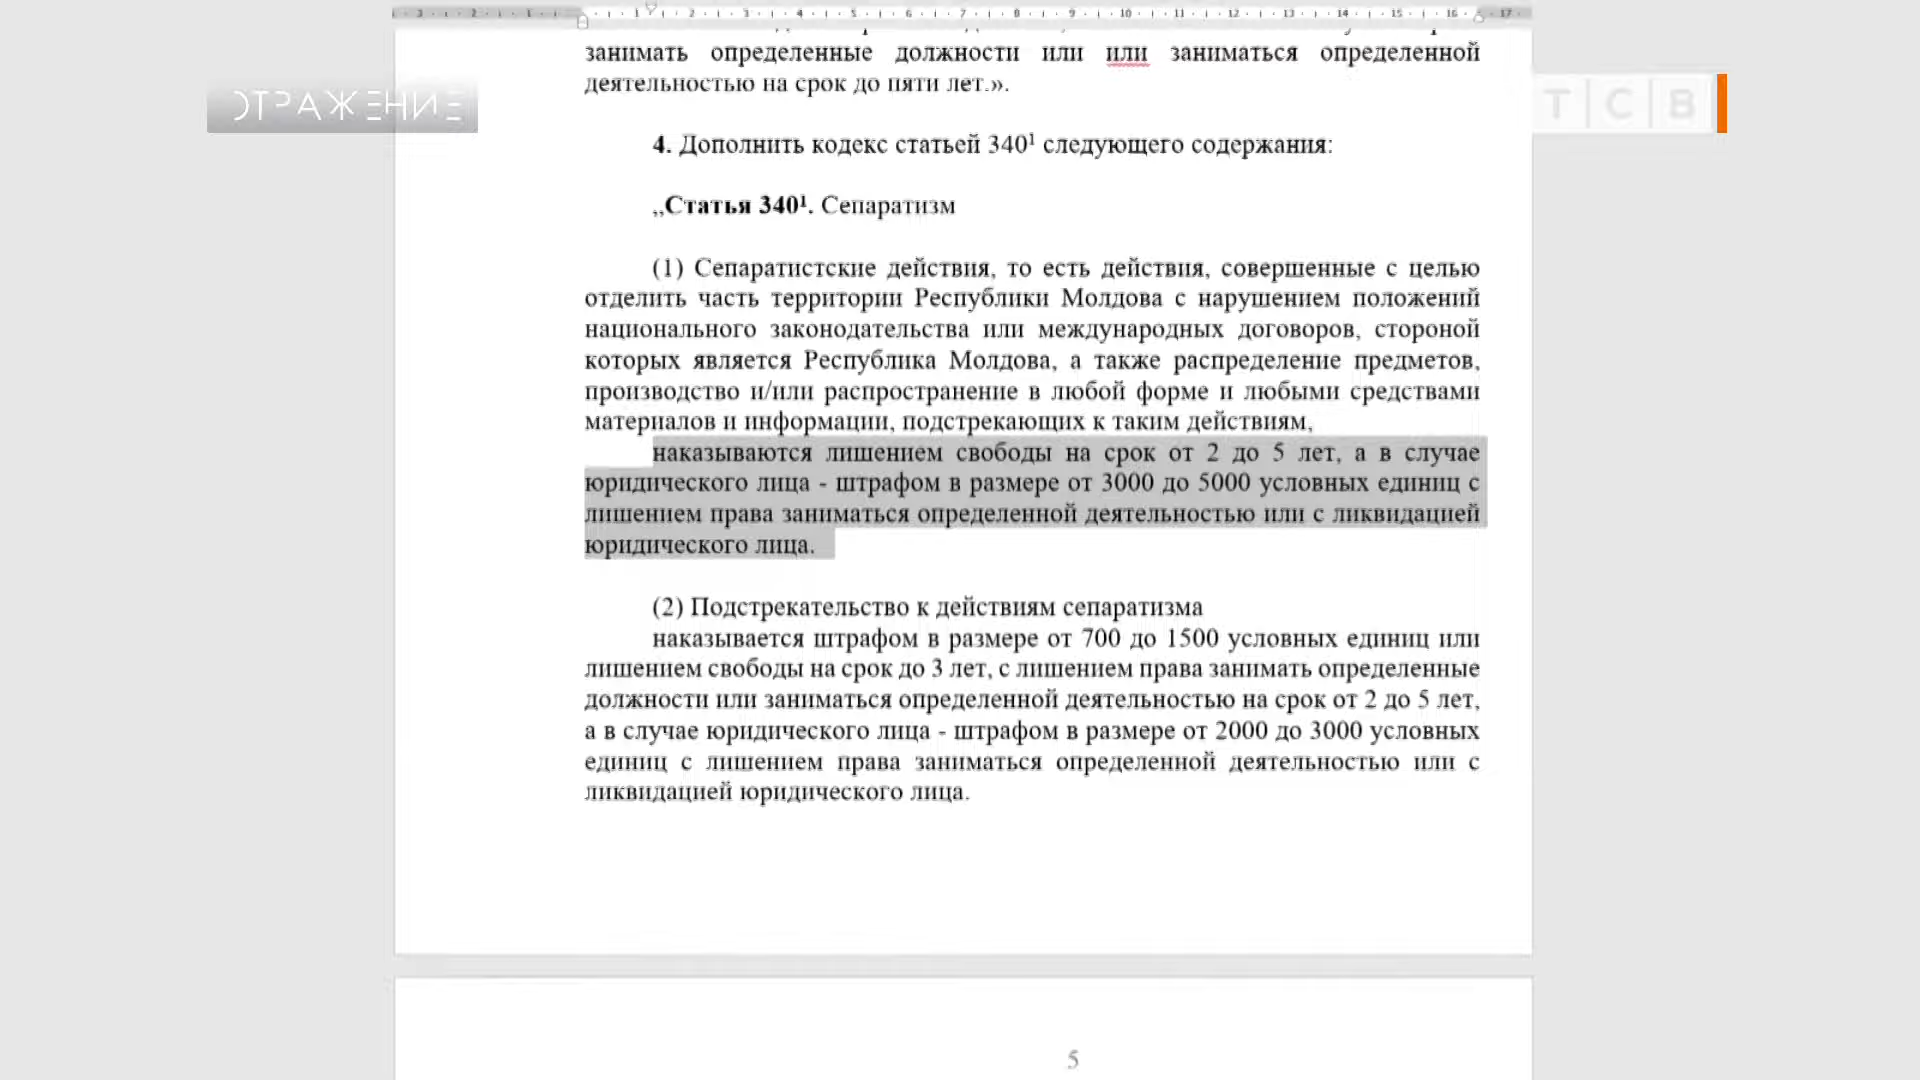 занимать определенные должности или или заниматься определенной
деятельностью на срок до пяти лет.».
ОТРАЖЕНИЕ
ТСВ
4. Дополнить кодекс статьей 340¹ следующего содержания:
„Статья 340¹. Сепаратизм
(1) Сепаратистские действия, то есть действия, совершенные с целью
отделить часть территории Республики Молдова с нарушением положений
национального законодательства или международных договоров, стороной
которых является Республика Молдова, а также распределение предметов,
производство и/или распространение в любой форме и любыми средствами
материалов и информации, подстрекающих к таким действиям,
наказываются лишением свободы на срок от 2 до 5 лет, а в случае
юридического лица - штрафом в размере от 3000 до 5000 условных единиц с
лишением права заниматься определенной деятельностью или с ликвидацией
юридического лица.
(2) Подстрекательство к действиям сепаратизма
наказывается штрафом в размере от 700 до 1500 условных единиц или
лишением свободы на срок до 3 лет, с лишением права занимать определенные
должности или заниматься определенной деятельностью на срок от 2 до 5 лет,
а в случае юридического лица - штрафом в размере от 2000 до 3000 условных
единиц с лишением права заниматься определенной деятельностью или с
ликвидацией юридического лица.
5